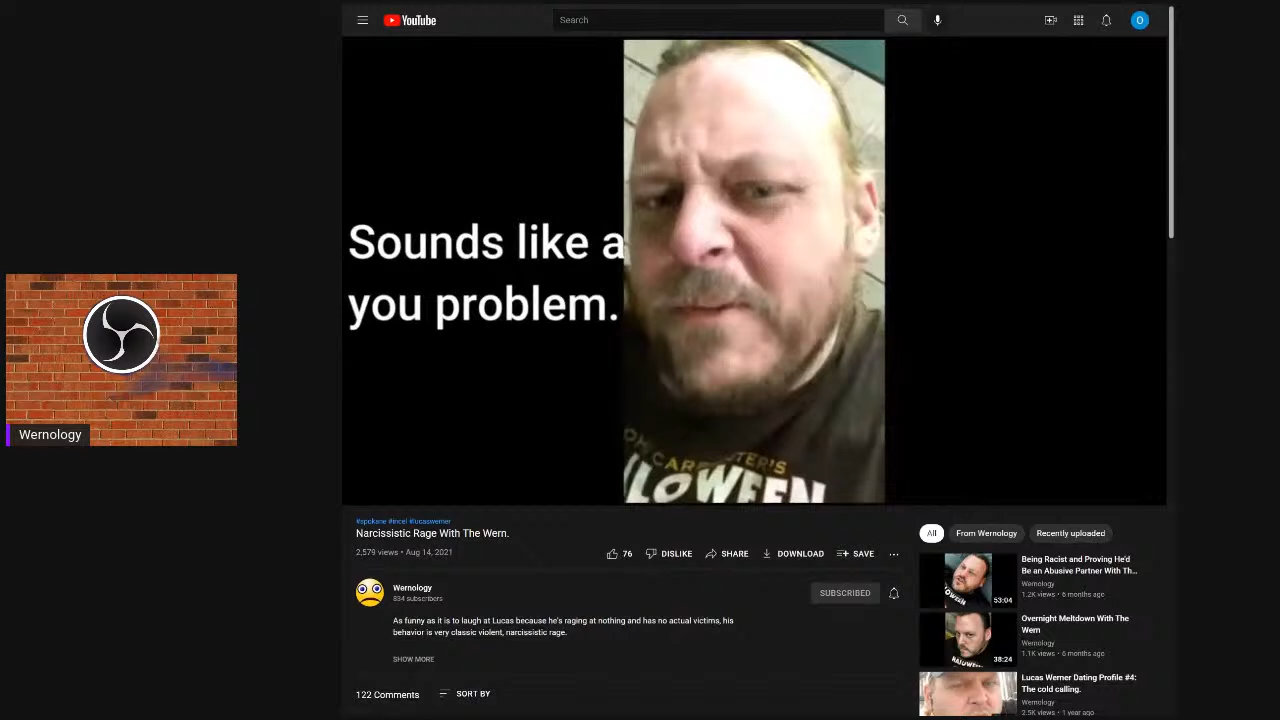 YouTube
Search
O
Sounds like a
you problem.
CARPENTER'S
Wernology
#spokane #incel #lucaswerner
Narcissistic Rage With The Wern.
2,579 views • Aug 14, 2021
76
DISLIKE
SHARE
DOWNLOAD
SAVE
Wernology
834 subscribers
SUBSCRIBED
As funny as it is to laugh at Lucas because he's raging at nothing and has no actual victims, his
behavior is very classic violent, narcissistic rage.
SHOW MORE
122 Comments
SORT BY
All
From Wernology
Recently uploaded
Being Racist and Proving He'd
Be an Abusive Partner With Th...
Wernology
1.2K views • 6 months ago
53:04
Overnight Meltdown With The
Wern
Wernology
1.1K views • 6 months ago
38:24
Lucas Werner Dating Profile #4:
The cold calling.
Wernology
2.5K views • 1 year ago